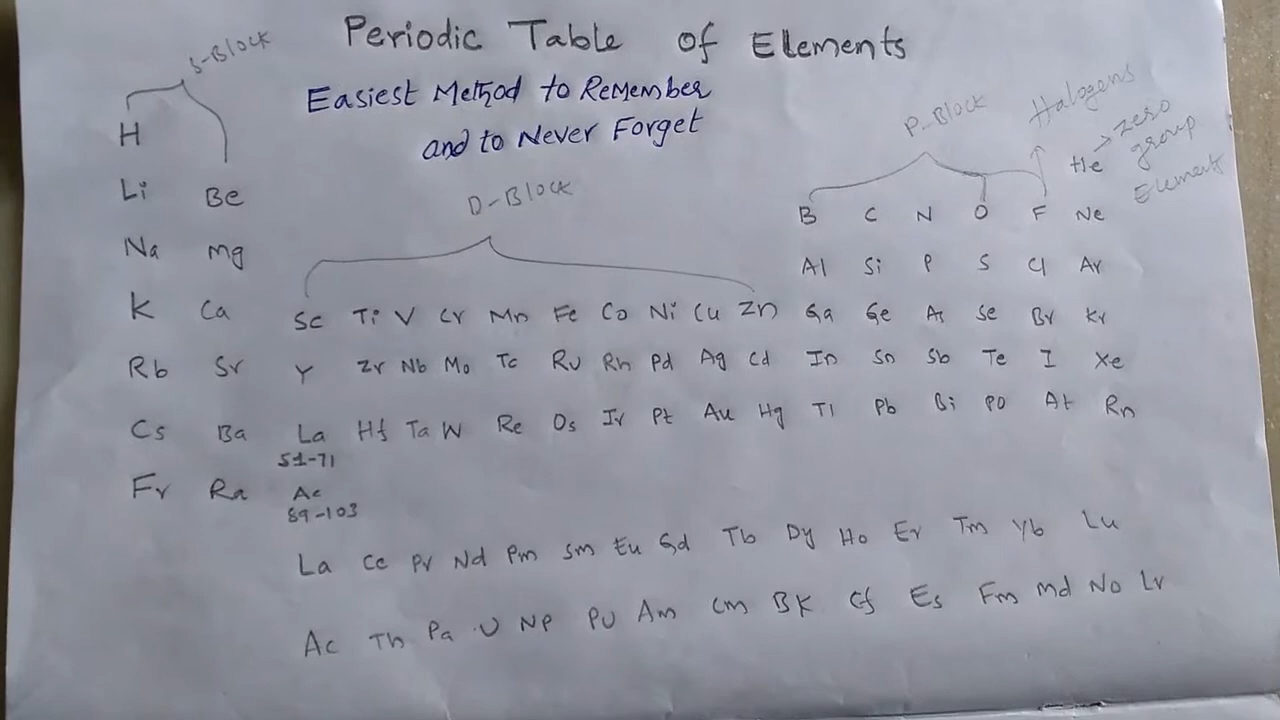 Periodic Table of Elements
S-Block
Easiest Method to ReMember
and to Never Forget
P-Block
Halogens
zero
group
Element
D-Block
H He
Li Be B C N O F Ne
Na Mg Al Si P S Cl Ar
K Ca Sc Ti V Cr Mn Fe Co Ni Cu Zn Ga Ge As Se Br Kr
Rb Sr Y Zr Nb Mo Tc Ru Rh Pd Ag Cd In Sn Sb Te I Xe
Cs Ba La Hf Ta W Re Os Ir Pt Au Hg Tl Pb Bi PO At Rn
51-71
Fr Ra Ac
89-103
La Ce Pr Nd Pm Sm Eu Gd Tb Dy Ho Er Tm Yb Lu
Ac Th Pa U NP PU Am Cm BK Cf Es Fm Md No Lr